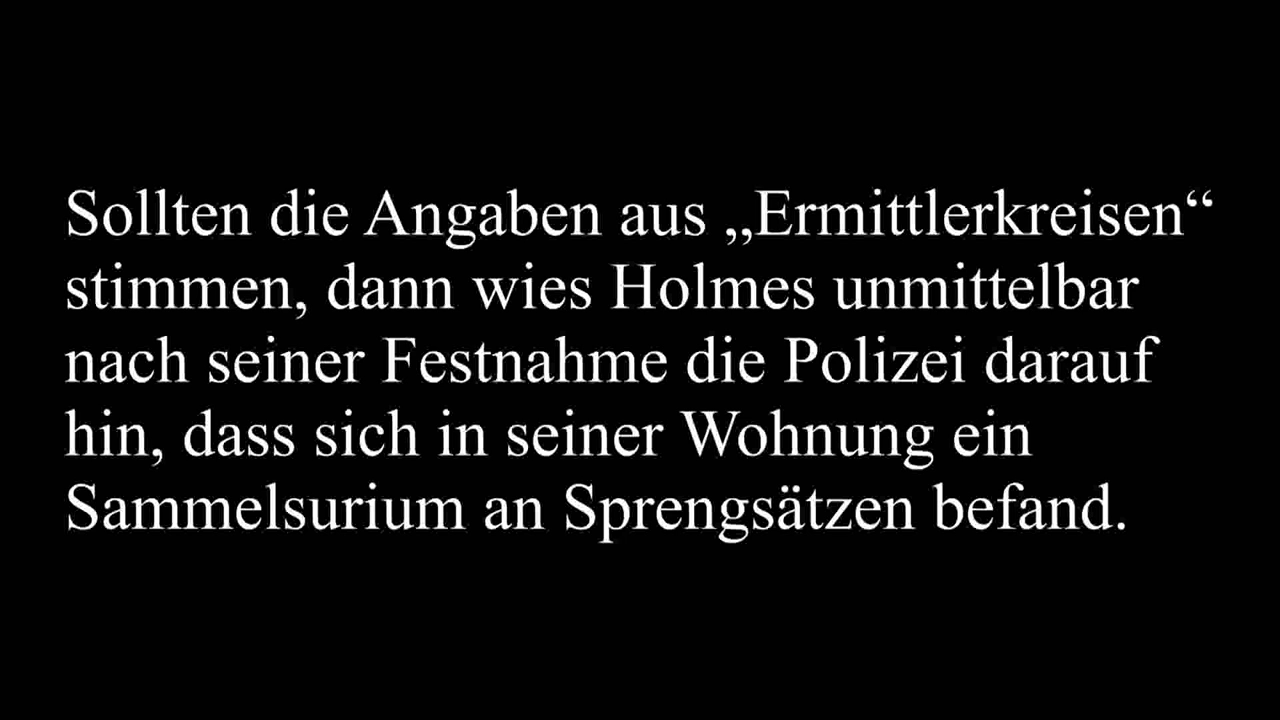 Sollten die Angaben aus „Ermittlerkreisen“
stimmen, dann wies Holmes unmittelbar
nach seiner Festnahme die Polizei darauf
hin, dass sich in seiner Wohnung ein
Sammelsurium an Sprengsätzen befand.